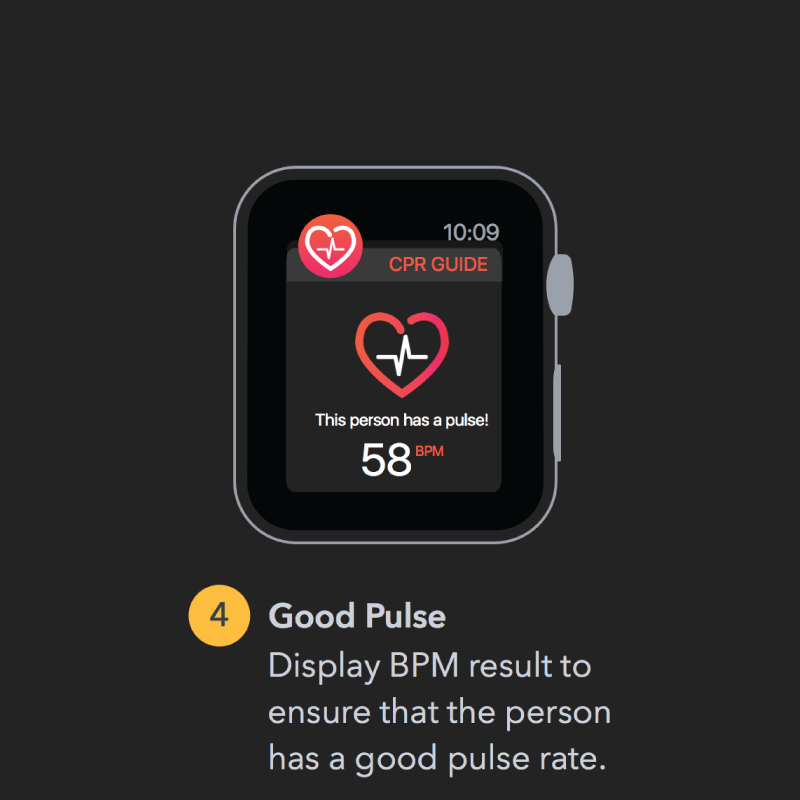 10:09
CPR GUIDE
This person has a pulse!
58 BPM
4 Good Pulse
Display BPM result to
ensure that the person
has a good pulse rate.